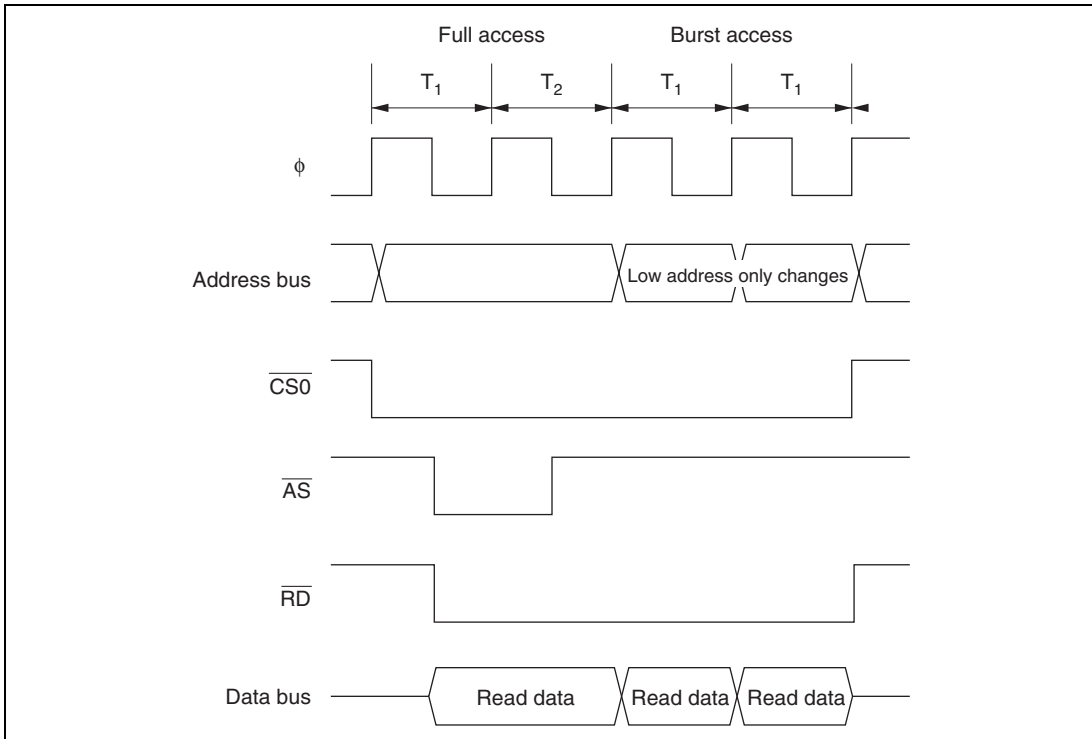 Full access Burst access
T1 T2 T1 T1
φ
Address bus Low address only changes
CS0
AS
RD
Data bus Read data Read data Read data